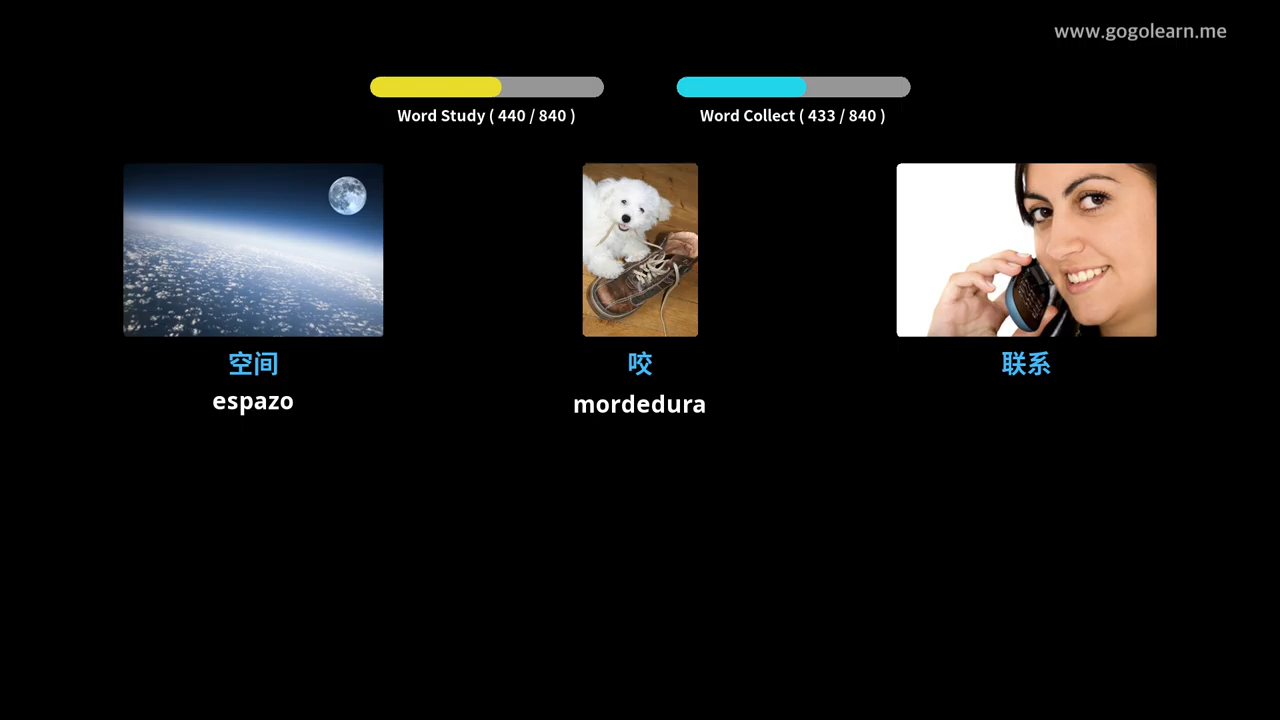 www.gogolearn.me
Word Study ( 440 / 840 )
Word Collect ( 433 / 840 )
空间
咬
联系
espazo
mordedura